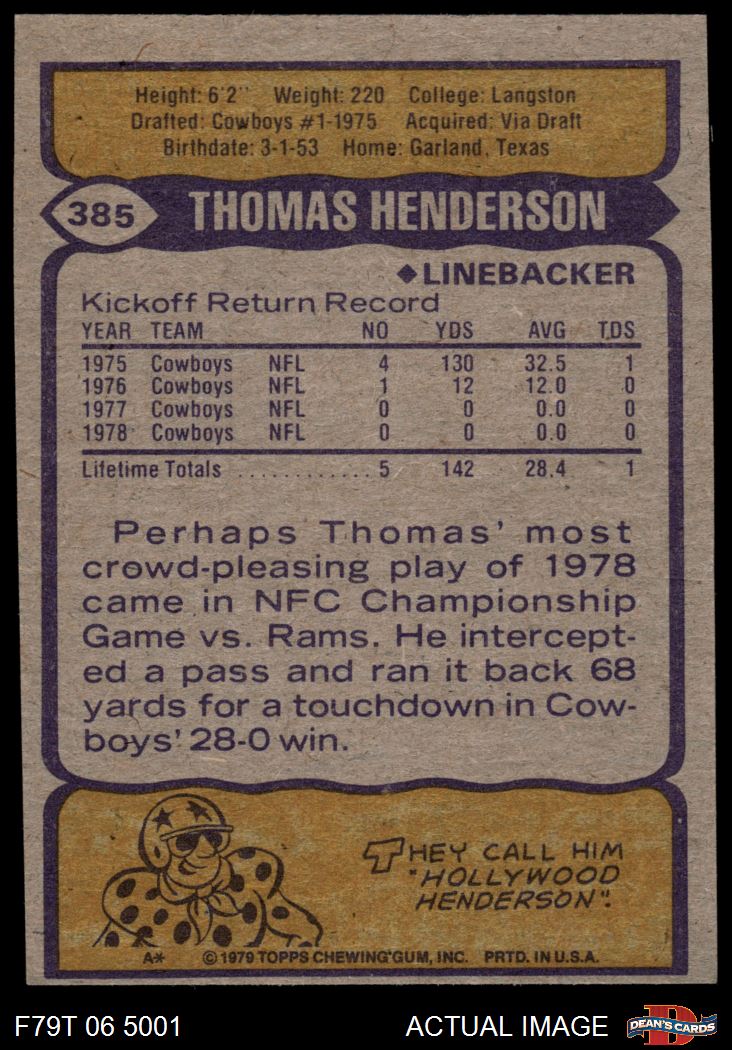 Height: 6'2" Weight: 220 College: Langston
Drafted: Cowboys #1-1975 Acquired: Via Draft
Birthdate: 3-1-53 Home: Garland, Texas
385 THOMAS HENDERSON
◆LINEBACKER
Kickoff Return Record
YEAR TEAM NO YDS AVG TDS
1975 Cowboys NFL 4 130 32.5 1
1976 Cowboys NFL 1 12 12.0 0
1977 Cowboys NFL 0 0 0.0 0
1978 Cowboys NFL 0 0 0.0 0
Lifetime Totals ............ 5 142 28.4 1
Perhaps Thomas' most
crowd-pleasing play of 1978
came in NFC Championship
Game vs. Rams. He intercept-
ed a pass and ran it back 68
yards for a touchdown in Cow-
boys' 28-0 win.
THEY CALL HIM
"HOLLYWOOD
HENDERSON".
A* © 1979 TOPPS CHEWING GUM, INC. PRTD. IN U.S.A.
F79T 06 5001 ACTUAL IMAGE D DEAN'S CARDS